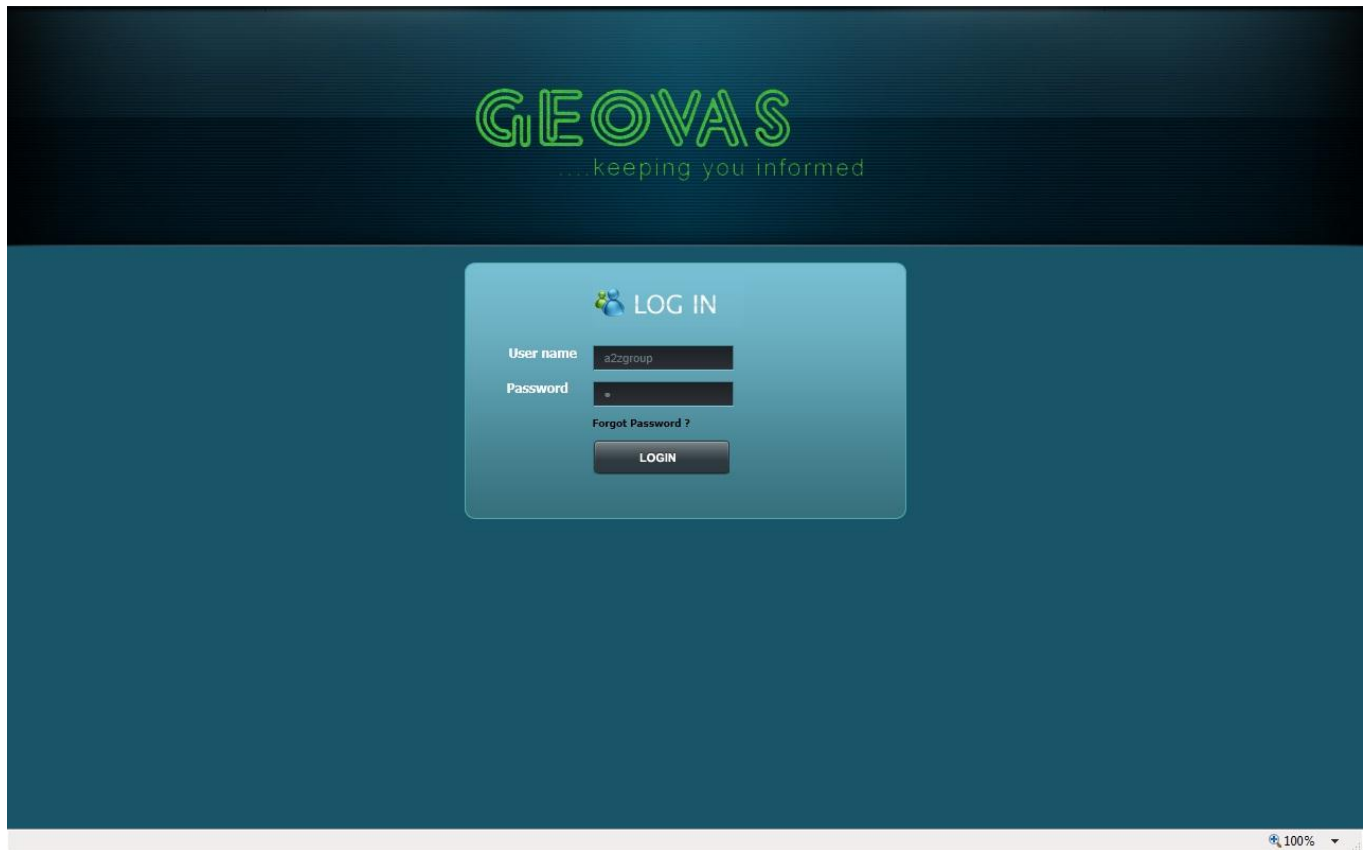 GEOVAS
....keeping you informed
LOG IN
User name a2zgroup
Password
Forgot Password ?
LOGIN
100%